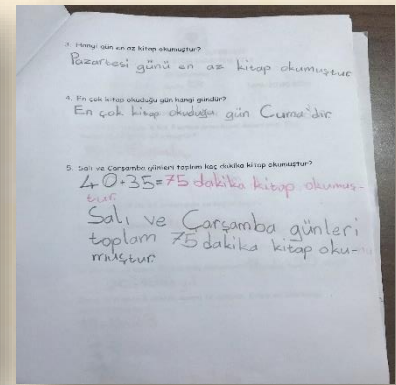 3. Hangi gün en az kitap okumuştur?
Pazartesi günü en az kitap okumuştur
4. En çok kitap okuduğu gün hangi gündür?
En çok kitap okuduğu gün Cuma'dır
5. Salı ve Çarşamba günleri toplam kaç dakika kitap okumuştur?
40+35=75 dakika kitap okumuş-
tur
Salı ve Çarşamba günleri
toplam 75 dakika kitap oku-
muştur